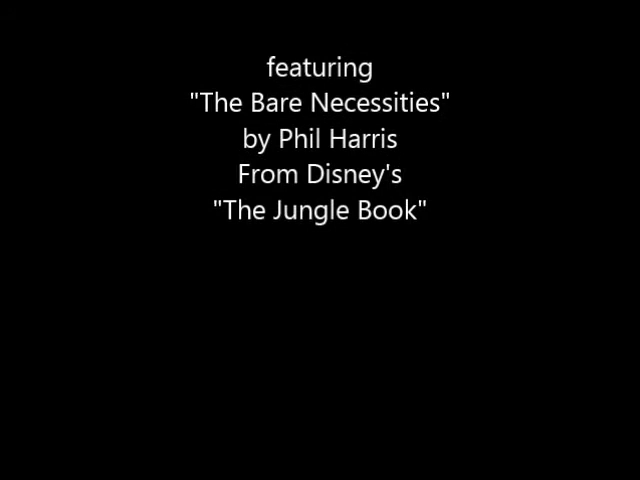 featuring
"The Bare Necessities"
by Phil Harris
From Disney's
"The Jungle Book"